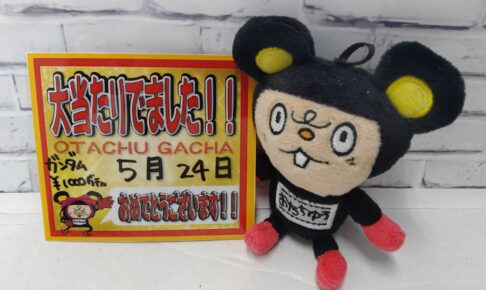 大当たりでました！！
OTACHU GACHA
ガンダム
¥1000ガチャ
5月24日
おめでとうございます！！
おたちゅう